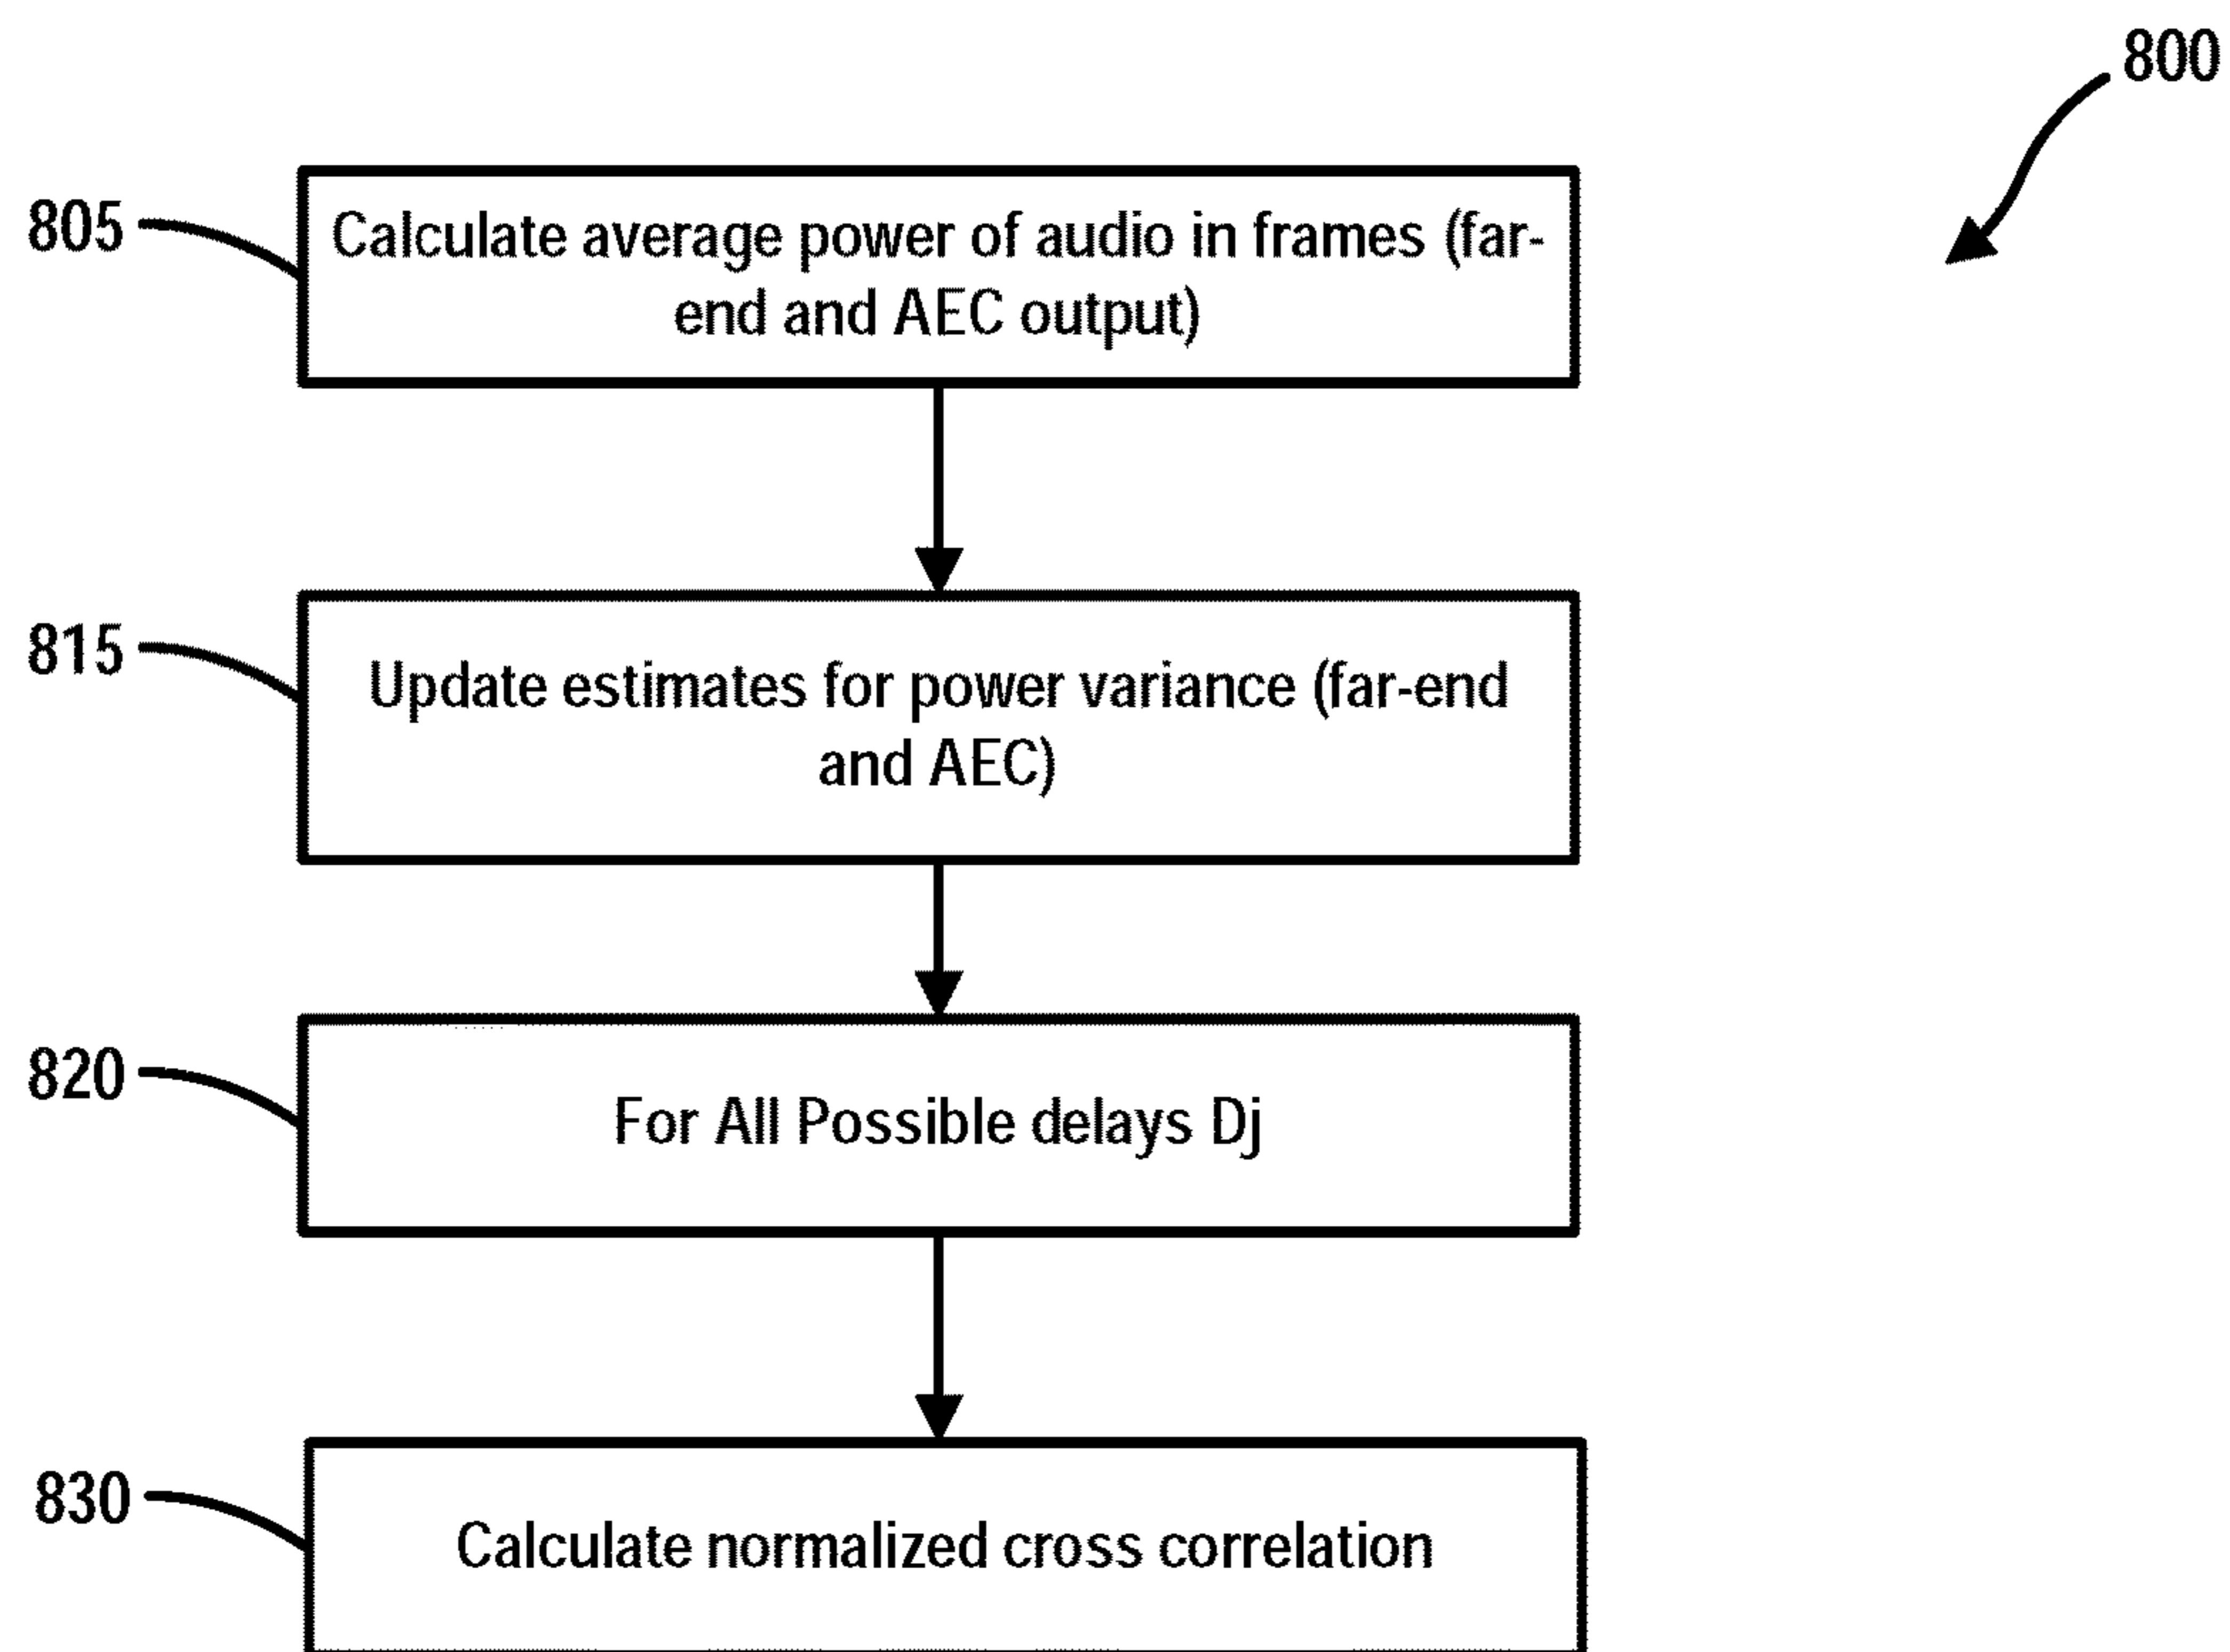 800
805
Calculate average power of audio in frames (far-
end and AEC output)
815
Update estimates for power variance (far-end
and AEC)
820
For All Possible delays Dj
830
Calculate normalized cross correlation